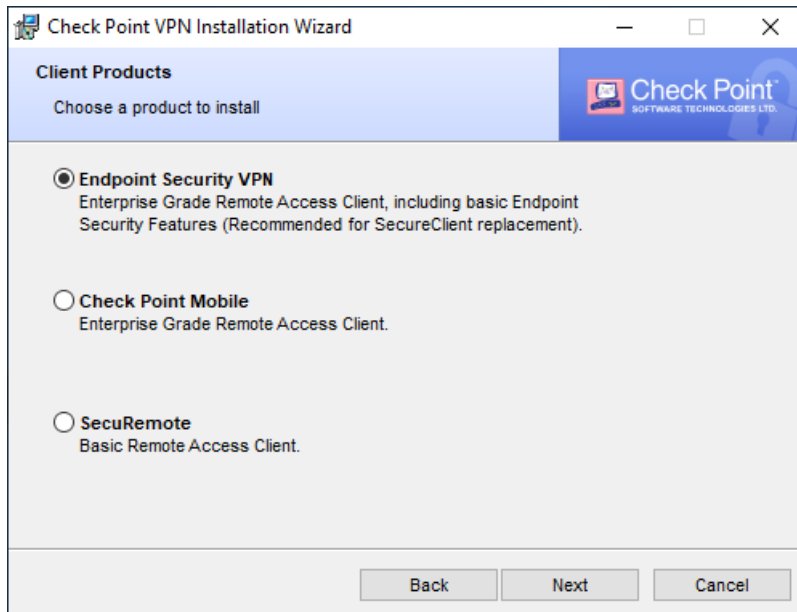 Check Point VPN Installation Wizard
Client Products
Choose a product to install
Check Point™
SOFTWARE TECHNOLOGIES LTD.
Endpoint Security VPN
Enterprise Grade Remote Access Client, including basic Endpoint
Security Features (Recommended for SecureClient replacement).
Check Point Mobile
Enterprise Grade Remote Access Client.
SecuRemote
Basic Remote Access Client.
Back
Next
Cancel